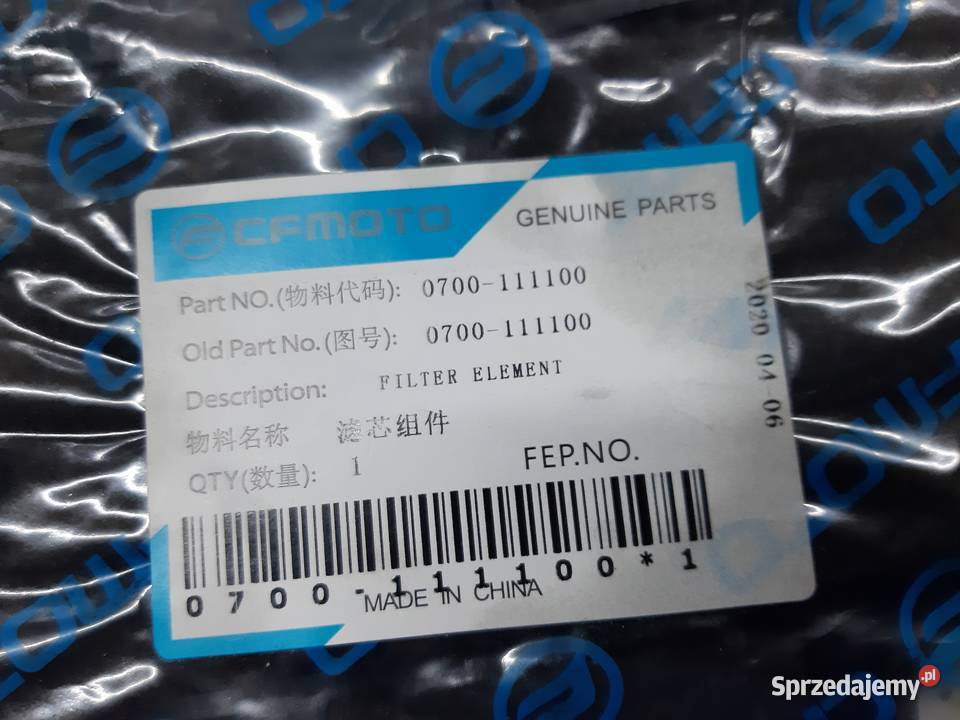 CFMOTO
GENUINE PARTS
Part NO.(物料代码): 0700-111100
Old Part No.(图号): 0700-111100
Description: FILTER ELEMENT
物料名称 滤芯组件
QTY(数量): 1
FEP.NO.
2020 04-06
0700-111100*1
MADE IN CHINA
Sprzedajemy.pl